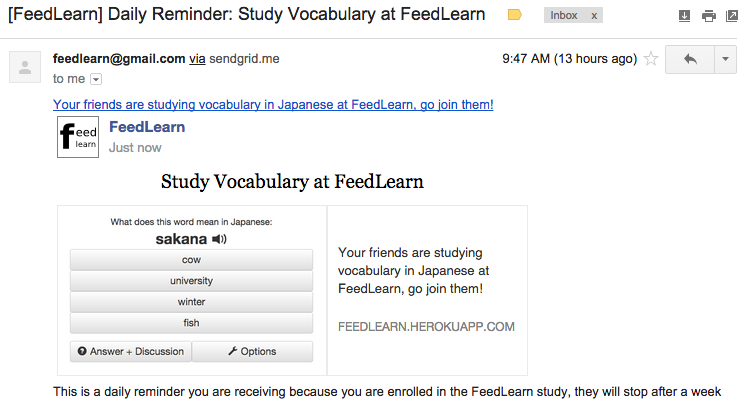 [FeedLearn] Daily Reminder: Study Vocabulary at FeedLearn Inbox x
feedlearn@gmail.com via sendgrid.me 9:47 AM (13 hours ago)
to me
Your friends are studying vocabulary in Japanese at FeedLearn, go join them!
feed
learn
FeedLearn
Just now
Study Vocabulary at FeedLearn
What does this word mean in Japanese:
sakana
cow
university
winter
fish
Answer + Discussion Options
Your friends are studying
vocabulary in Japanese at
FeedLearn, go join them!
FEEDLEARN.HEROKUAPP.COM
This is a daily reminder you are receiving because you are enrolled in the FeedLearn study, they will stop after a week